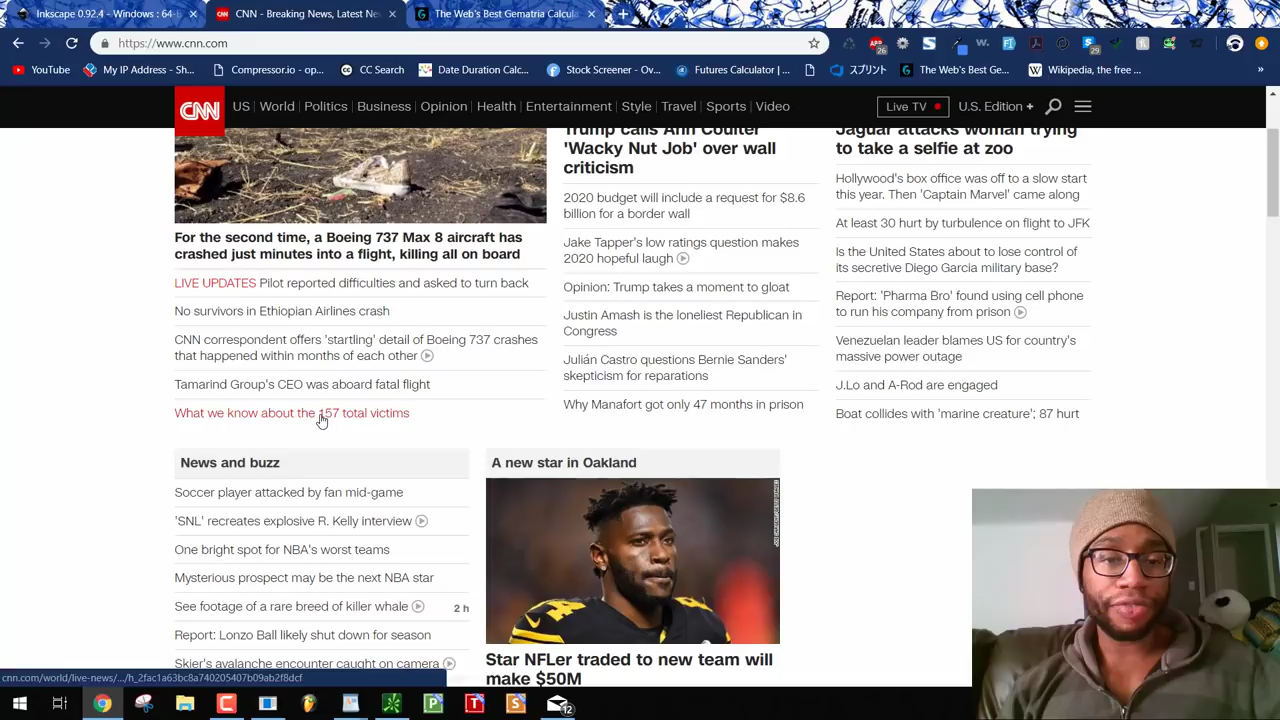 Inkscape 0.92.4 - Windows : 64-b
CNN - Breaking News, Latest Ne
The Web's Best Gematria Calcul
https://www.cnn.com
26
29
YouTube
My IP Address - Sh...
Compressor.io - op...
CC Search
Date Duration Calc...
Stock Screener - Ov...
Futures Calculator | ...
スプリント
The Web's Best Ge...
Wikipedia, the free ...
»
CNN
US
World
Politics
Business
Opinion
Health
Entertainment
Style
Travel
Sports
Video
Live TV
U.S. Edition +
For the second time, a Boeing 737 Max 8 aircraft has
crashed just minutes into a flight, killing all on board
LIVE UPDATES Pilot reported difficulties and asked to turn back
No survivors in Ethiopian Airlines crash
CNN correspondent offers 'startling' detail of Boeing 737 crashes
that happened within months of each other
Tamarind Group's CEO was aboard fatal flight
What we know about the 157 total victims
Trump calls Ann Coulter
'Wacky Nut Job' over wall
criticism
2020 budget will include a request for $8.6
billion for a border wall
Jake Tapper's low ratings question makes
2020 hopeful laugh
Opinion: Trump takes a moment to gloat
Justin Amash is the loneliest Republican in
Congress
Julián Castro questions Bernie Sanders'
skepticism for reparations
Why Manafort got only 47 months in prison
Jaguar attacks woman trying
to take a selfie at zoo
Hollywood's box office was off to a slow start
this year. Then 'Captain Marvel' came along
At least 30 hurt by turbulence on flight to JFK
Is the United States about to lose control of
its secretive Diego Garcia military base?
Report: 'Pharma Bro' found using cell phone
to run his company from prison
Venezuelan leader blames US for country's
massive power outage
J.Lo and A-Rod are engaged
Boat collides with 'marine creature'; 87 hurt
News and buzz
Soccer player attacked by fan mid-game
'SNL' recreates explosive R. Kelly interview
One bright spot for NBA's worst teams
Mysterious prospect may be the next NBA star
See footage of a rare breed of killer whale
2 h
Report: Lonzo Ball likely shut down for season
Skier's avalanche encounter caught on camera
A new star in Oakland
Star NFLer traded to new team will
make $50M
cnn.com/world/live-news/.../h_2fac1a63bc8a740205407b09ab2f8dcf
12